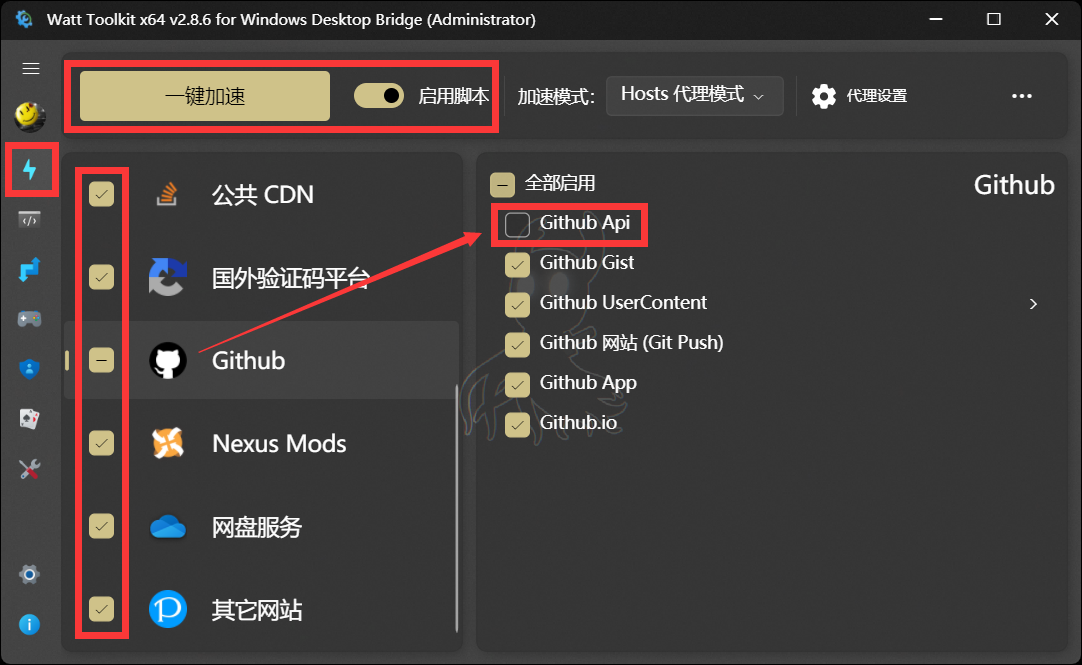 Watt Toolkit x64 v2.8.6 for Windows Desktop Bridge (Administrator)
一键加速 启用脚本 加速模式: Hosts 代理模式 代理设置
公共 CDN
国外验证码平台
Github
Nexus Mods
网盘服务
其它网站
全部启用 Github
Github Api
Github Gist
Github UserContent
Github 网站 (Git Push)
Github App
Github.io